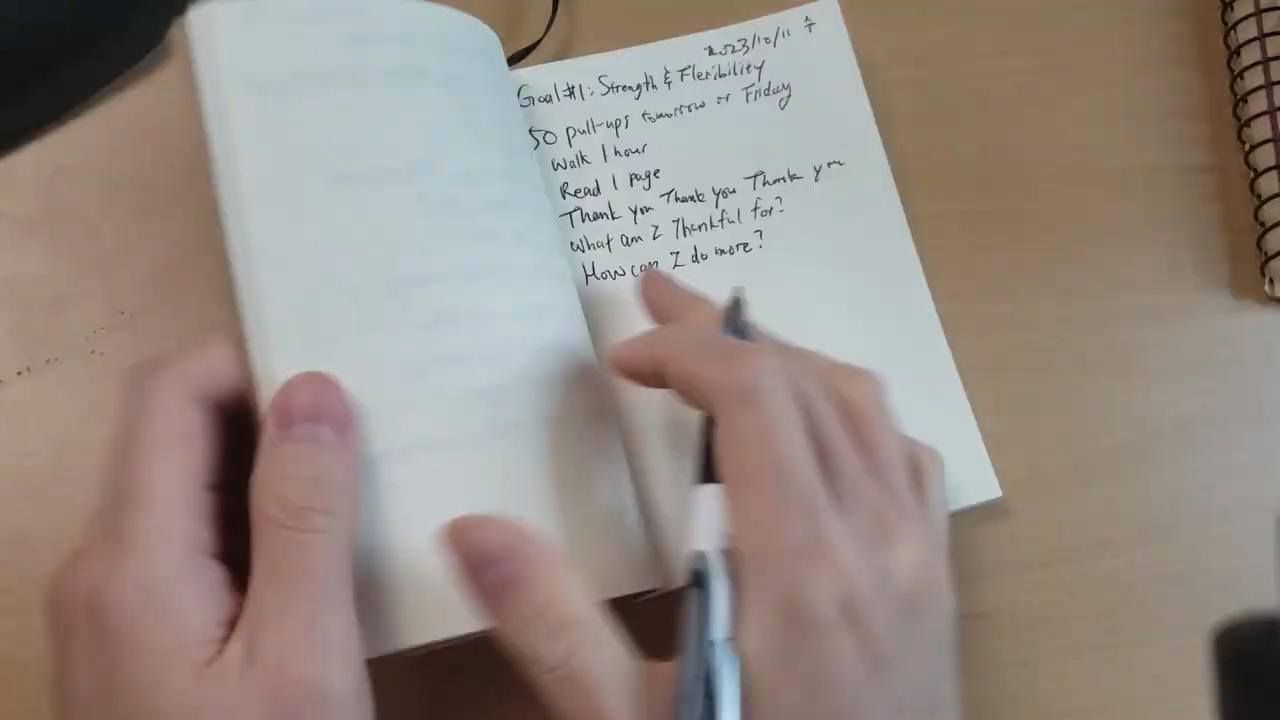 2023/10/11 个
Goal #1: Strength & Flexibility
50 pull-ups tomorrow or Friday
Walk 1 hour
Read 1 page
Thank you Thank you Thank you
What am I Thankful for?
How can I do more?